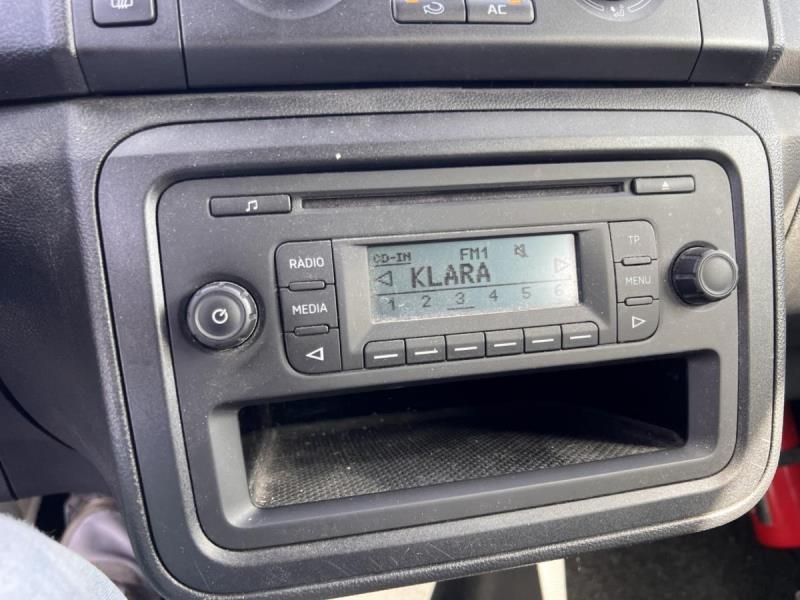 AC
CD-IN FM1
KLARA
1 2 3 4 5 6
RADIO
MEDIA
TP
MENU